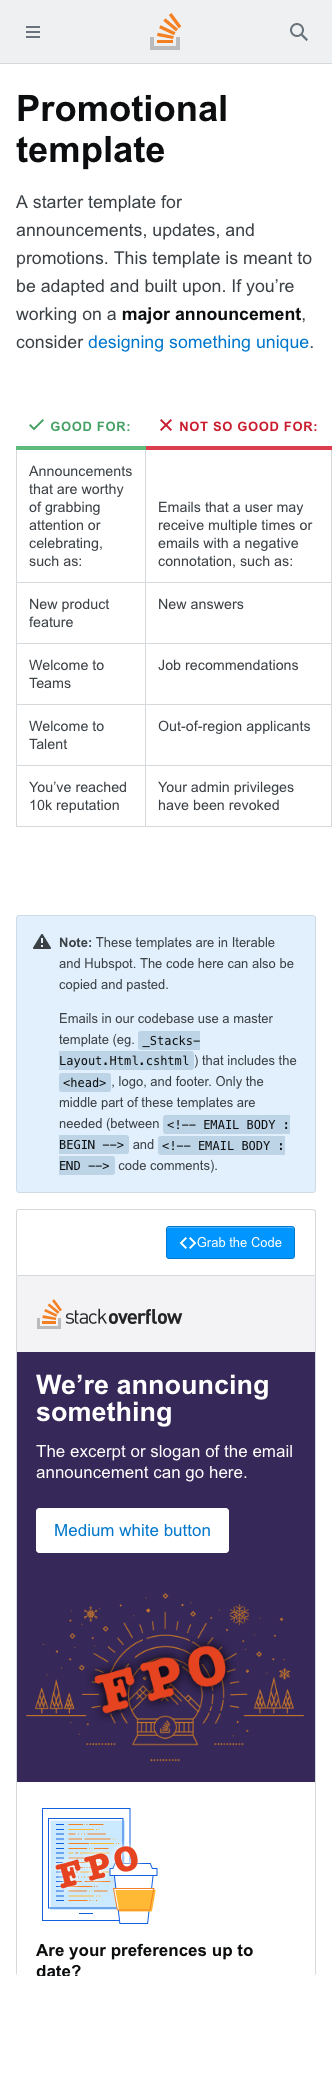 Promotional
template
A starter template for
announcements, updates, and
promotions. This template is meant to
be adapted and built upon. If you’re
working on a major announcement,
consider designing something unique.
GOOD FOR:
NOT SO GOOD FOR:
Announcements
that are worthy
of grabbing
attention or
celebrating,
such as:
Emails that a user may
receive multiple times or
emails with a negative
connotation, such as:
New product
feature
New answers
Welcome to
Teams
Job recommendations
Welcome to
Talent
Out-of-region applicants
You’ve reached
10k reputation
Your admin privileges
have been revoked
Note: These templates are in Iterable
and Hubspot. The code here can also be
copied and pasted.
Emails in our codebase use a master
template (eg. _Stacks-
Layout.Html.cshtml) that includes the
<head>, logo, and footer. Only the
middle part of these templates are
needed (between <!-- EMAIL BODY :
BEGIN --> and <!-- EMAIL BODY :
END --> code comments).
Grab the Code
stackoverflow
We’re announcing
something
The excerpt or slogan of the email
announcement can go here.
Medium white button
FPO
FPO
Are your preferences up to
date?